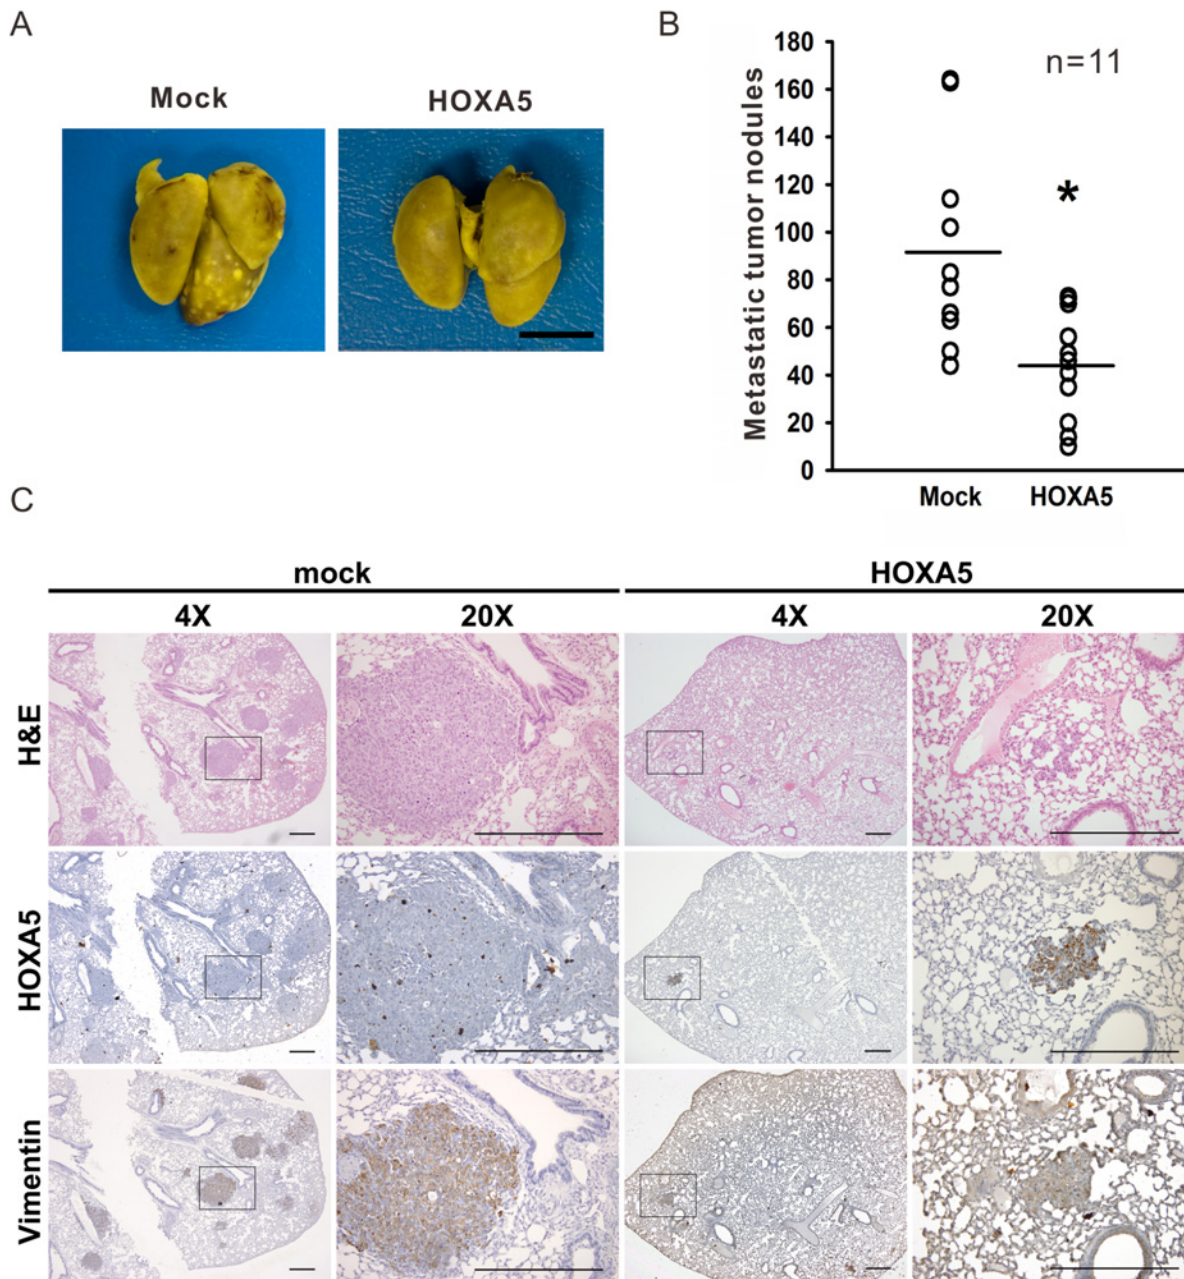 A
Mock
HOXA5
B
Metastatic tumor nodules
180
160
140
120
100
80
60
40
20
0
n=11
*
Mock
HOXA5
C
mock
HOXA5
4X
20X
4X
20X
H&E
HOXA5
Vimentin